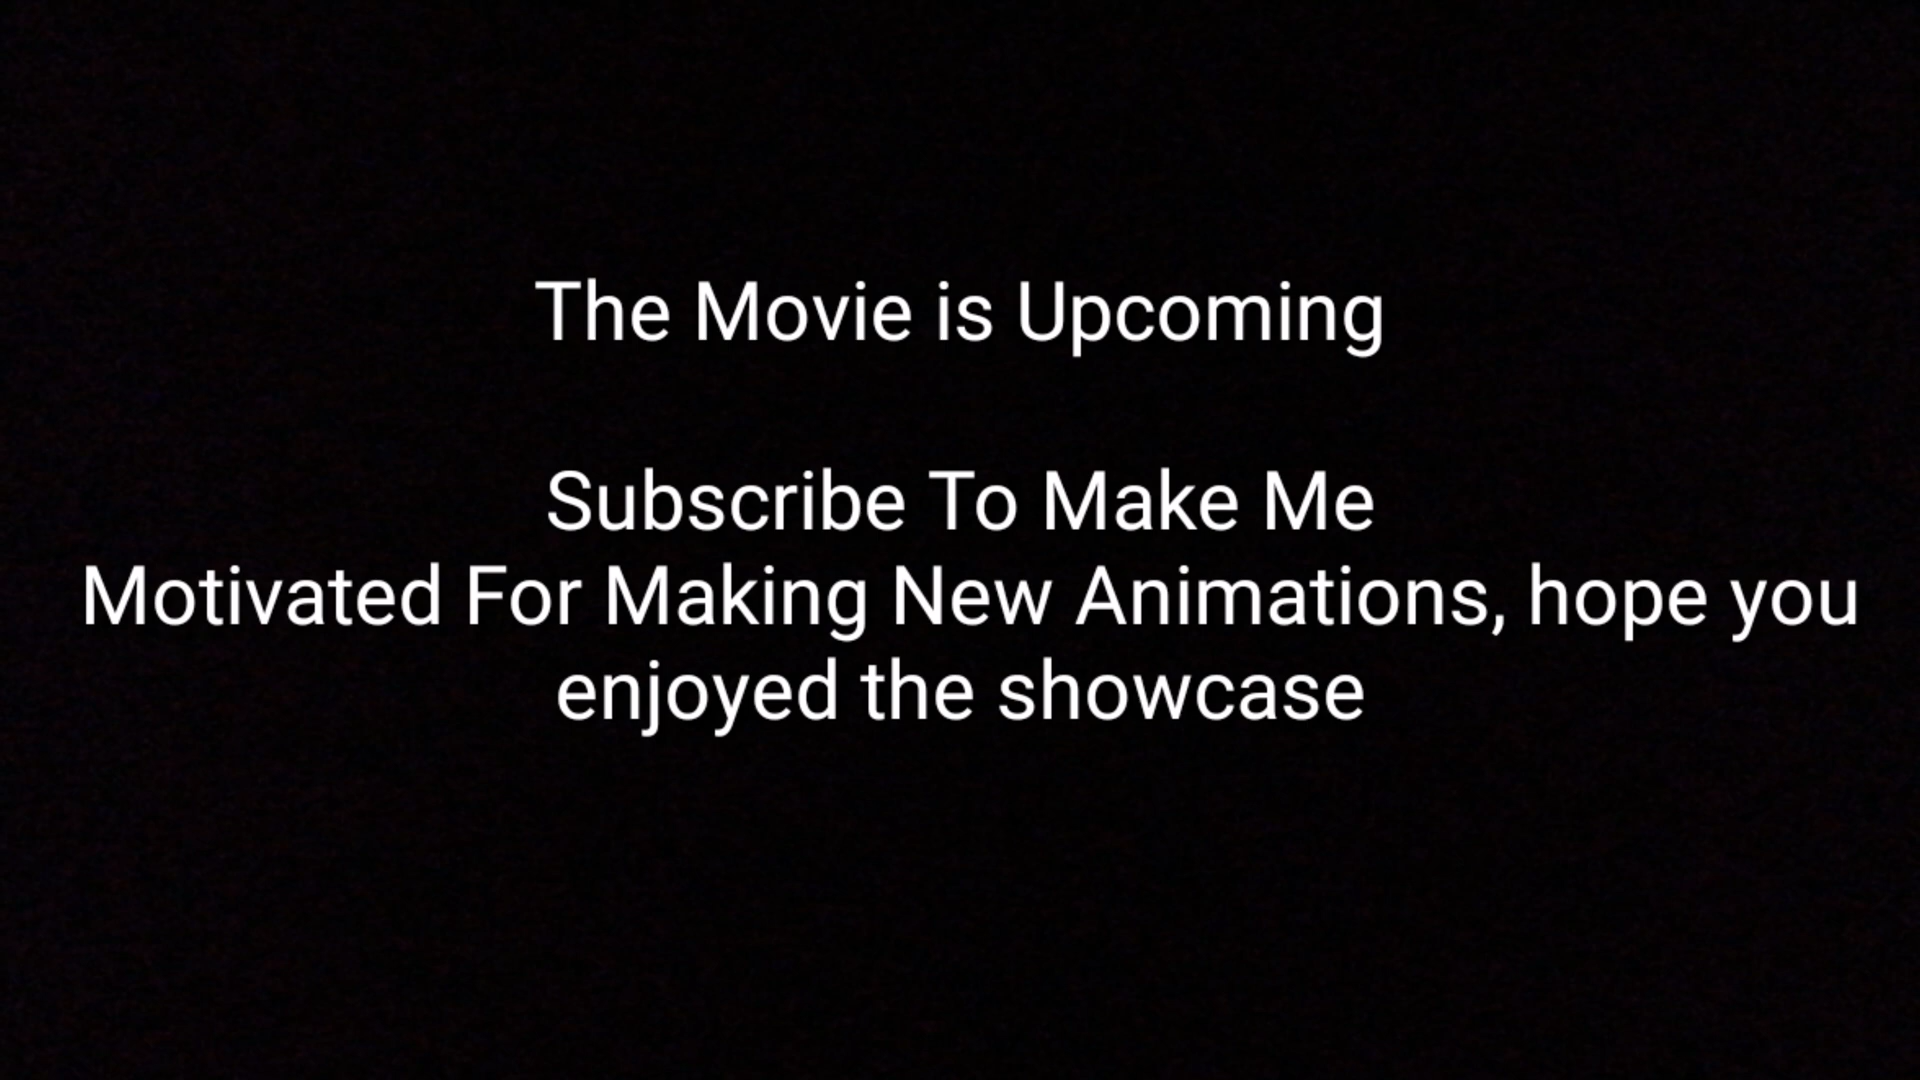 The Movie is Upcoming
Subscribe To Make Me
Motivated For Making New Animations, hope you
enjoyed the showcase